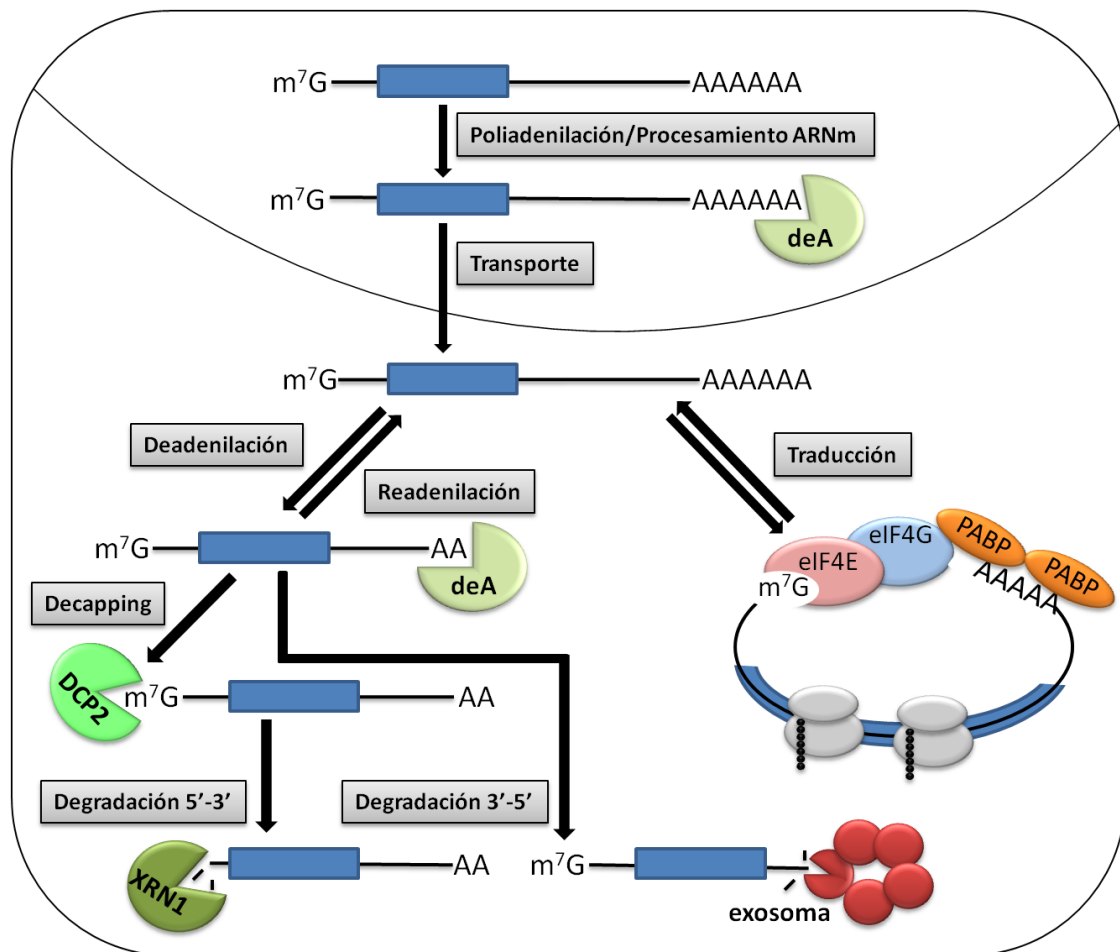 m⁷G AAAAAA
Poliadenilación/Procesamiento ARNm
m⁷G AAAAAA
deA
Transporte
m⁷G AAAAAA
Deadenilación
Traducción
Readenilación
m⁷G AA
deA
eIF4E eIF4G PABP PABP
m⁷G AAAAA
Decapping
DCP2
m⁷G AA
Degradación 5’-3’
Degradación 3’-5’
XRN1
AA
m⁷G
exosoma